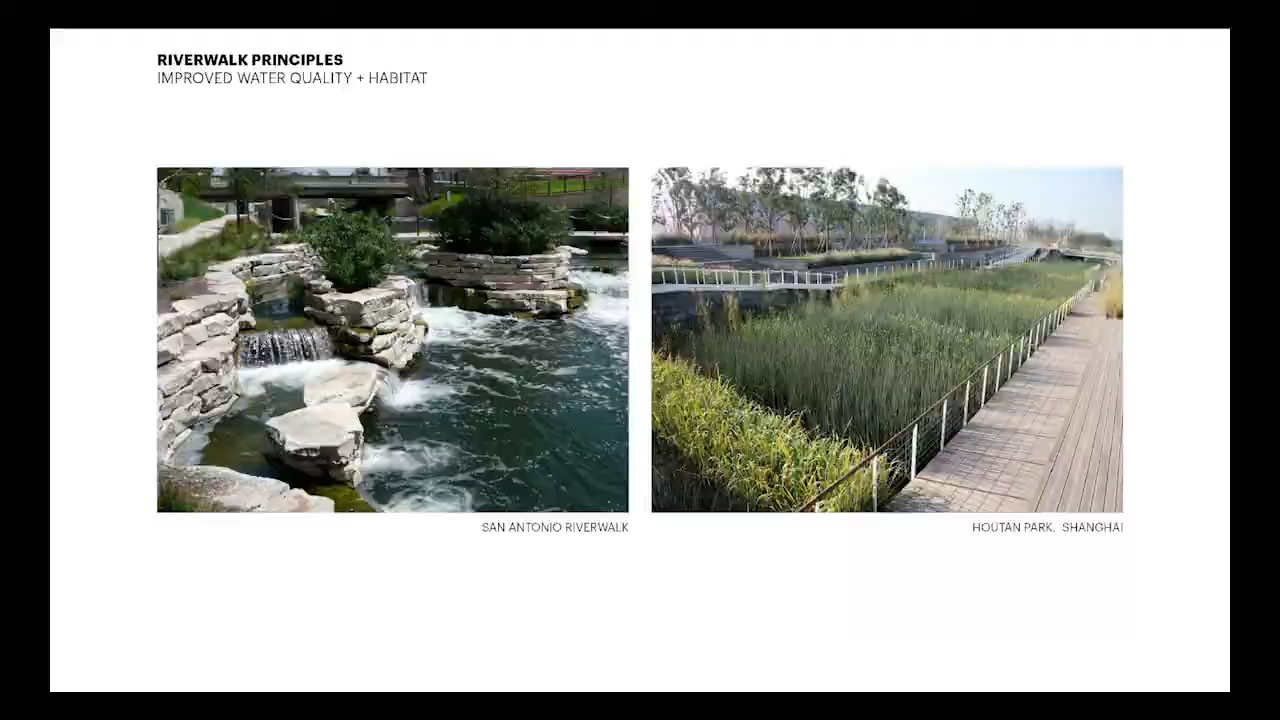 RIVERWALK PRINCIPLES
IMPROVED WATER QUALITY + HABITAT
SAN ANTONIO RIVERWALK
HOUTAN PARK, SHANGHAI